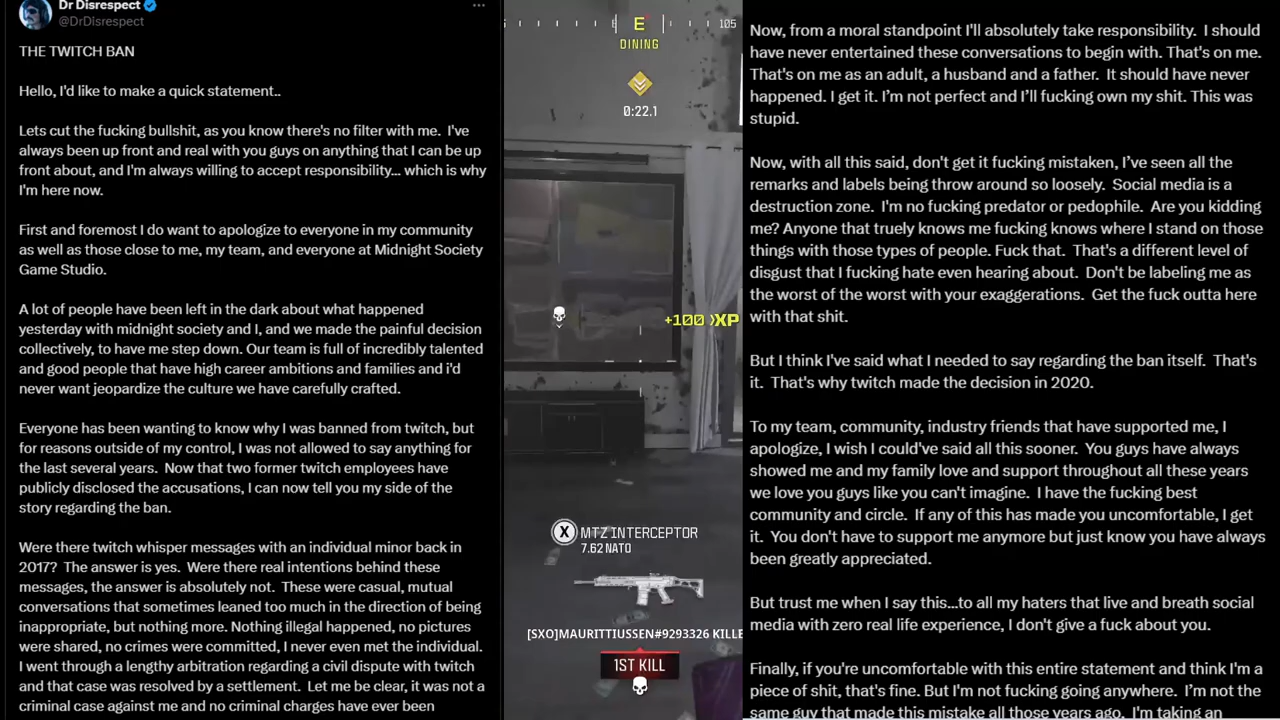 Dr Disrespect
@DrDisrespect
THE TWITCH BAN
Hello, I'd like to make a quick statement..
Lets cut the fucking bullshit, as you know there's no filter with me. I've
always been up front and real with you guys on anything that I can be up
front about, and I'm always willing to accept responsibility... which is why
I'm here now.
First and foremost I do want to apologize to everyone in my community
as well as those close to me, my team, and everyone at Midnight Society
Game Studio.
A lot of people have been left in the dark about what happened
yesterday with midnight society and I, and we made the painful decision
collectively, to have me step down. Our team is full of incredibly talented
and good people that have high career ambitions and families and i'd
never want jeopardize the culture we have carefully crafted.
Everyone has been wanting to know why I was banned from twitch, but
for reasons outside of my control, I was not allowed to say anything for
the last several years. Now that two former twitch employees have
publicly disclosed the accusations, I can now tell you my side of the
story regarding the ban.
Were there twitch whisper messages with an individual minor back in
2017? The answer is yes. Were there real intentions behind these
messages, the answer is absolutely not. These were casual, mutual
conversations that sometimes leaned too much in the direction of being
inappropriate, but nothing more. Nothing illegal happened, no pictures
were shared, no crimes were committed, I never even met the individual.
I went through a lengthy arbitration regarding a civil dispute with twitch
and that case was resolved by a settlement. Let me be clear, it was not a
criminal case against me and no criminal charges have ever been
E
105
DINING
0:22.1
+100 XP
X MTZ INTERCEPTOR
7.62 NATO
[SXO]MAURITTIUSSEN#9293326 KILLE
1ST KILL
Now, from a moral standpoint I'll absolutely take responsibility. I should
have never entertained these conversations to begin with. That's on me.
That's on me as an adult, a husband and a father. It should have never
happened. I get it. I'm not perfect and I'll fucking own my shit. This was
stupid.
Now, with all this said, don't get it fucking mistaken, I've seen all the
remarks and labels being throw around so loosely. Social media is a
destruction zone. I'm no fucking predator or pedophile. Are you kidding
me? Anyone that truely knows me fucking knows where I stand on those
things with those types of people. Fuck that. That's a different level of
disgust that I fucking hate even hearing about. Don't be labeling me as
the worst of the worst with your exaggerations. Get the fuck outta here
with that shit.
But I think I've said what I needed to say regarding the ban itself. That's
it. That's why twitch made the decision in 2020.
To my team, community, industry friends that have supported me, I
apologize, I wish I could've said all this sooner. You guys have always
showed me and my family love and support throughout all these years
we love you guys like you can't imagine. I have the fucking best
community and circle. If any of this has made you uncomfortable, I get
it. You don't have to support me anymore but just know you have always
been greatly appreciated.
But trust me when I say this...to all my haters that live and breath social
media with zero real life experience, I don't give a fuck about you.
Finally, if you're uncomfortable with this entire statement and think I'm a
piece of shit, that's fine. But I'm not fucking going anywhere. I'm not the
same guy that made this mistake all those years ago. I'm taking an